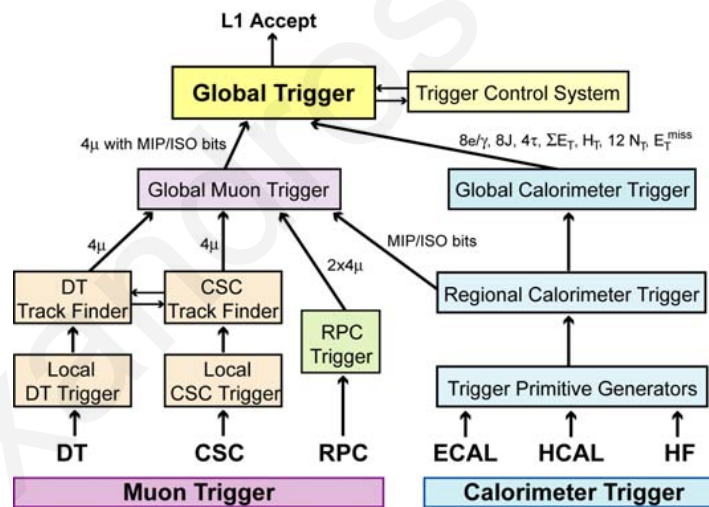 L1 Accept
Global Trigger
Trigger Control System
4μ with MIP/ISO bits
8e/γ, 8J, 4τ, ΣE_T, H_T, 12 N_T, E_T^miss
Global Muon Trigger
Global Calorimeter Trigger
4μ
4μ
2x4μ
MIP/ISO bits
DT
Track Finder
CSC
Track Finder
Regional Calorimeter Trigger
RPC
Trigger
Local
DT Trigger
Local
CSC Trigger
Trigger Primitive Generators
DT
CSC
RPC
ECAL
HCAL
HF
Muon Trigger
Calorimeter Trigger